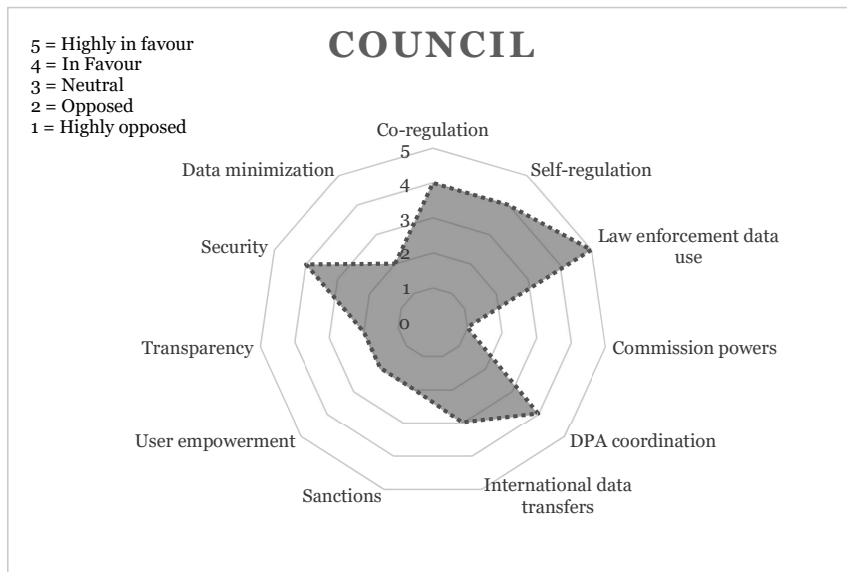 5 = Highly in favour
4 = In Favour
3 = Neutral
2 = Opposed
1 = Highly opposed
COUNCIL
Co-regulation
Self-regulation
Law enforcement data
use
Commission powers
DPA coordination
International data
transfers
Sanctions
User empowerment
Transparency
Security
Data minimization
5
4
3
2
1
0